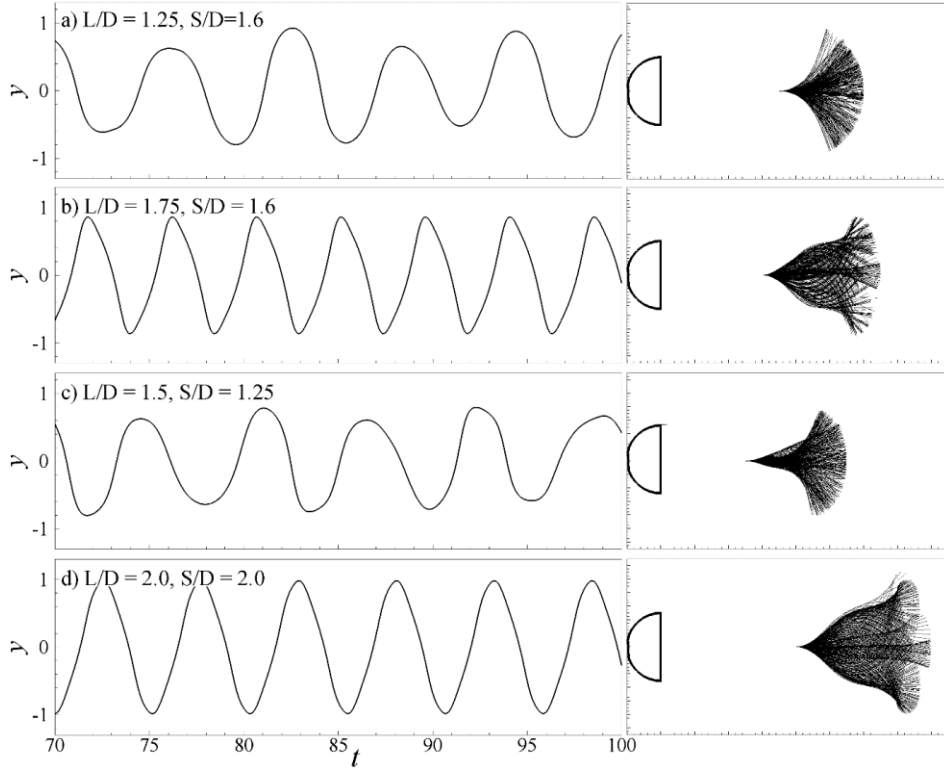 a) L/D = 1.25, S/D=1.6
1
0
-1
y
b) L/D = 1.75, S/D = 1.6
1
0
-1
y
c) L/D = 1.5, S/D = 1.25
1
0
-1
y
d) L/D = 2.0, S/D = 2.0
1
0
-1
y
70 75 80 85 90 95 100
t